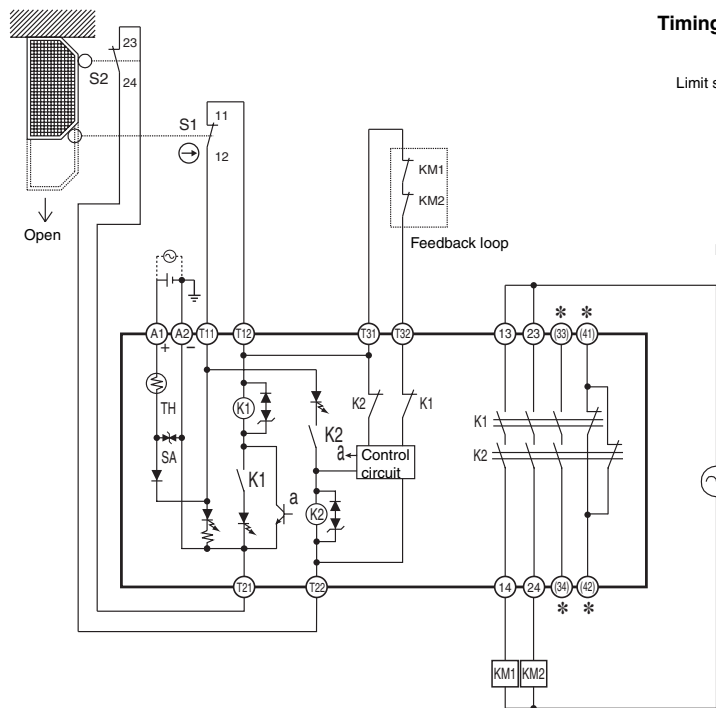 Timing
Limit s
23
S2
24
S1
11
12
KM1
KM2
Feedback loop
Open
A1
A2
T11
T12
T31
T32
13
23
(33)
(41)
*
*
+
−
TH
SA
K1
K2
K2
K1
K1
K2
a
Control
circuit
K1
a
K2
T21
T22
14
24
(34)
(42)
*
*
KM1
KM2